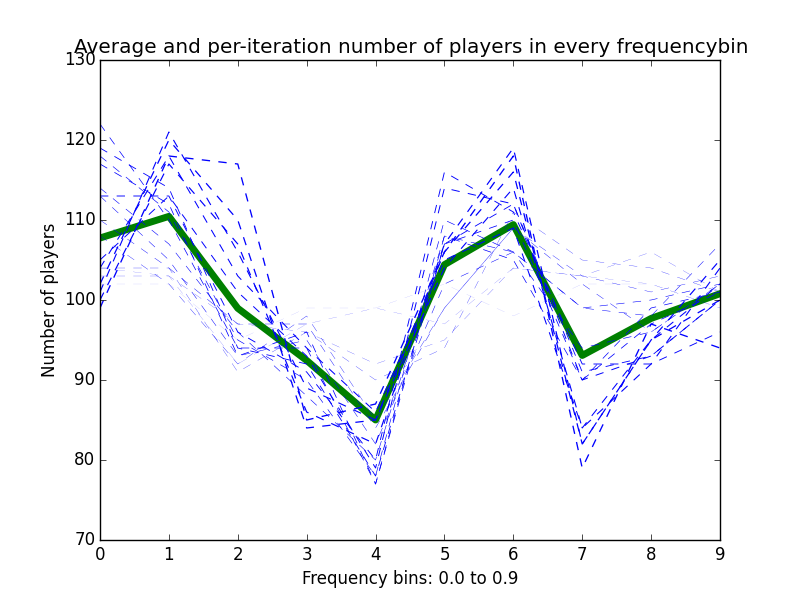 Average and per-iteration number of players in every frequencybin
130
120
110
100
90
80
70
Number of players
0 1 2 3 4 5 6 7 8 9
Frequency bins: 0.0 to 0.9